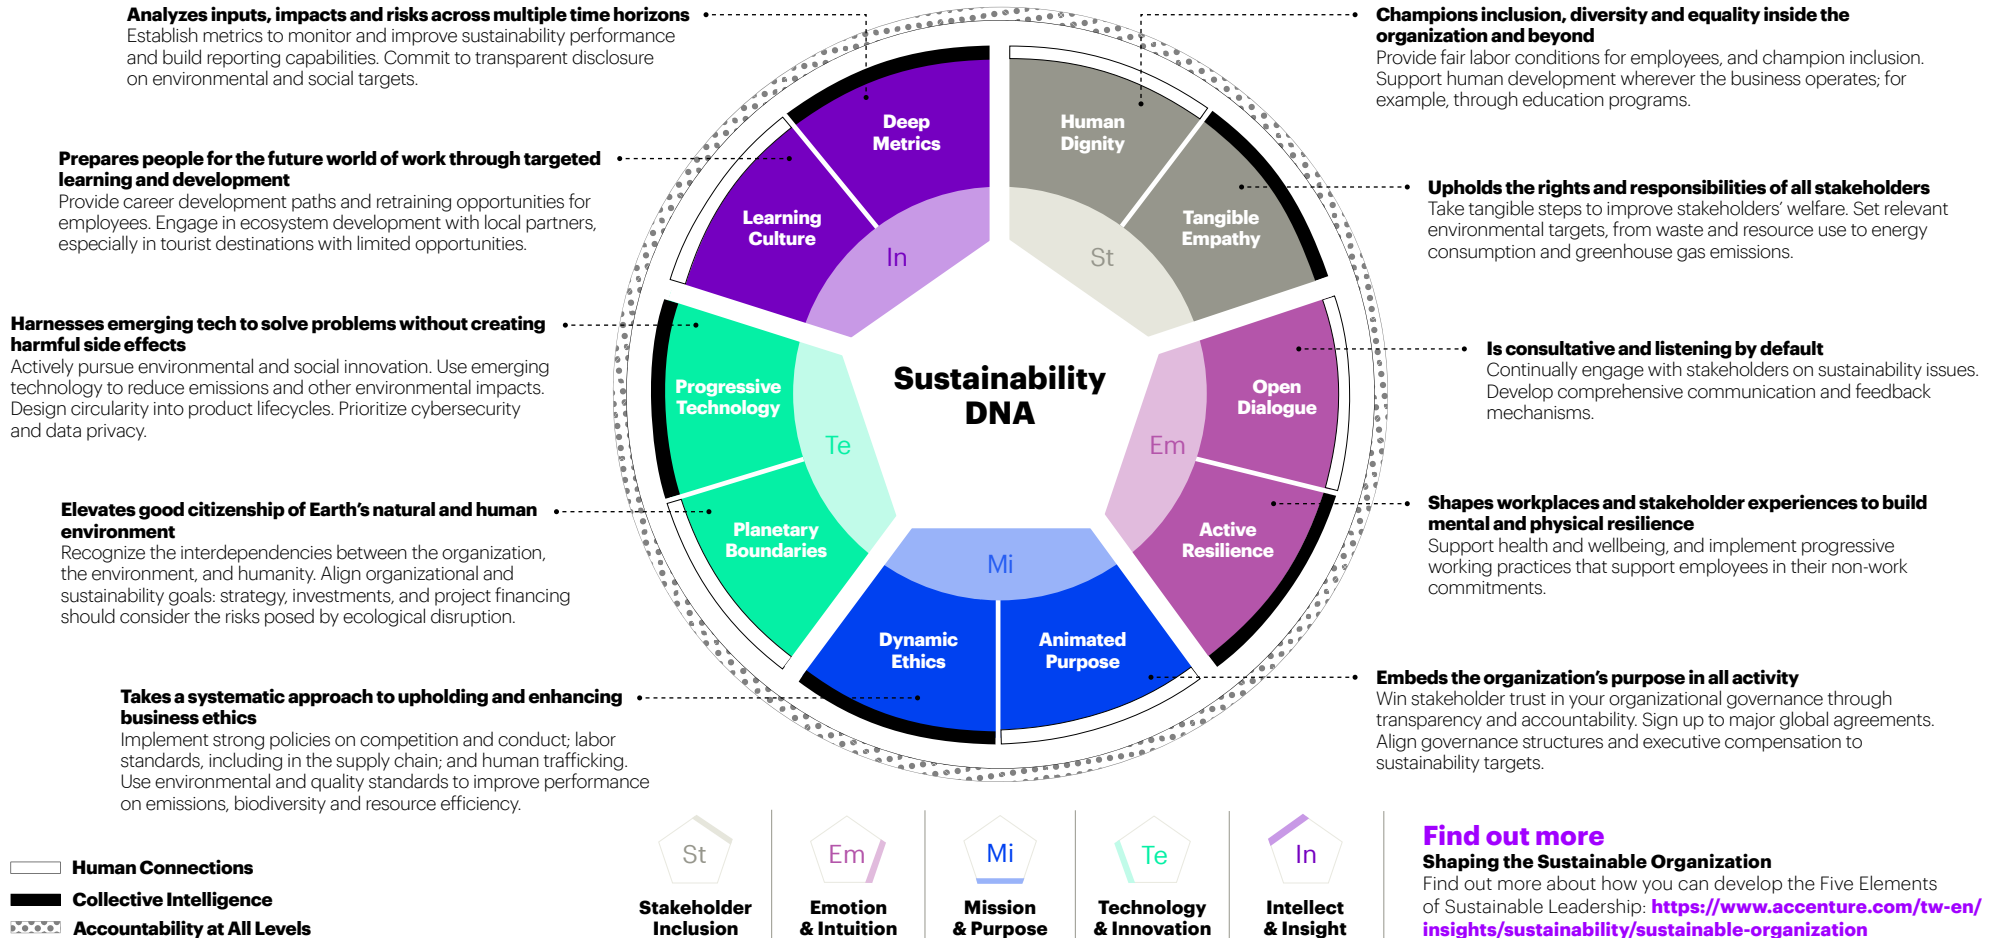 Analyzes inputs, impacts and risks across multiple time horizons
Establish metrics to monitor and improve sustainability performance
and build reporting capabilities. Commit to transparent disclosure
on environmental and social targets.
Prepares people for the future world of work through targeted
learning and development
Provide career development paths and retraining opportunities for
employees. Engage in ecosystem development with local partners,
especially in tourist destinations with limited opportunities.
Harnesses emerging tech to solve problems without creating
harmful side effects
Actively pursue environmental and social innovation. Use emerging
technology to reduce emissions and other environmental impacts.
Design circularity into product lifecycles. Prioritize cybersecurity
and data privacy.
Elevates good citizenship of Earth's natural and human
environment
Recognize the interdependencies between the organization,
the environment, and humanity. Align organizational and
sustainability goals: strategy, investments, and project financing
should consider the risks posed by ecological disruption.
Takes a systematic approach to upholding and enhancing
business ethics
Implement strong policies on competition and conduct; labor
standards, including in the supply chain; and human trafficking.
Use environmental and quality standards to improve performance
on emissions, biodiversity and resource efficiency.
Deep
Metrics
Learning
Culture
In
Progressive
Technology
Te
Planetary
Boundaries
Dynamic
Ethics
Mi
Animated
Purpose
Sustainability
DNA
Human
Dignity
St
Tangible
Empathy
Open
Dialogue
Em
Active
Resilience
Champions inclusion, diversity and equality inside the
organization and beyond
Provide fair labor conditions for employees, and champion inclusion.
Support human development wherever the business operates; for
example, through education programs.
Upholds the rights and responsibilities of all stakeholders
Take tangible steps to improve stakeholders' welfare. Set relevant
environmental targets, from waste and resource use to energy
consumption and greenhouse gas emissions.
Is consultative and listening by default
Continually engage with stakeholders on sustainability issues.
Develop comprehensive communication and feedback
mechanisms.
Shapes workplaces and stakeholder experiences to build
mental and physical resilience
Support health and wellbeing, and implement progressive
working practices that support employees in their non-work
commitments.
Embeds the organization's purpose in all activity
Win stakeholder trust in your organizational governance through
transparency and accountability. Sign up to major global agreements.
Align governance structures and executive compensation to
sustainability targets.
Human Connections
Collective Intelligence
Accountability at All Levels
St
Stakeholder
Inclusion
Em
Emotion
& Intuition
Mi
Mission
& Purpose
Te
Technology
& Innovation
In
Intellect
& Insight
Find out more
Shaping the Sustainable Organization
Find out more about how you can develop the Five Elements
of Sustainable Leadership: https://www.accenture.com/tw-en/
insights/sustainability/sustainable-organization